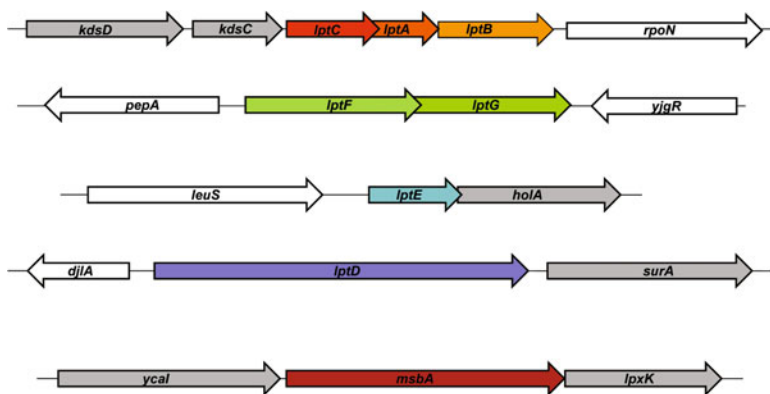 kdsD kdsC lptC lptA lptB rpoN
pepA lptF lptG yjgR
leuS lptE holA
djlA lptD surA
ycaI msbA lpxK